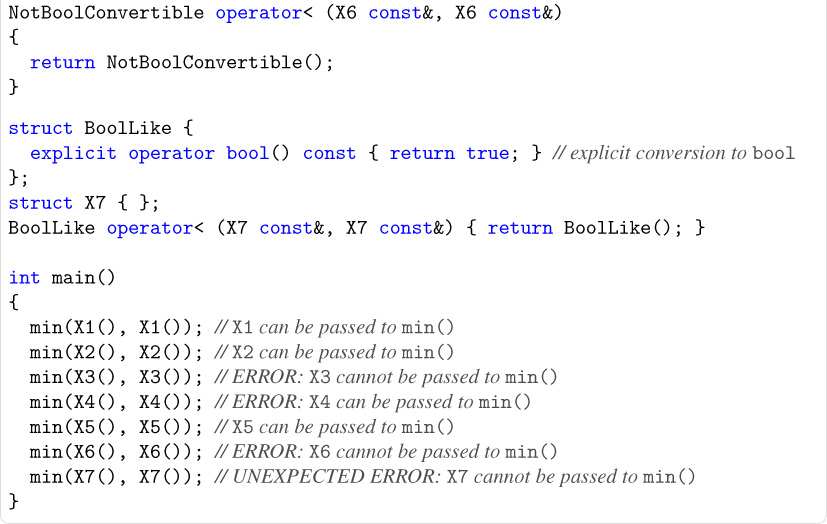 NotBoolConvertible operator< (X6 const&, X6 const&)
{
  return NotBoolConvertible();
}
struct BoolLike {
  explicit operator bool() const { return true; } // explicit conversion to bool
};
struct X7 { };
BoolLike operator< (X7 const&, X7 const&) { return BoolLike(); }
int main()
{
  min(X1(), X1()); // X1 can be passed to min()
  min(X2(), X2()); // X2 can be passed to min()
  min(X3(), X3()); // ERROR: X3 cannot be passed to min()
  min(X4(), X4()); // ERROR: X4 can be passed to min()
  min(X5(), X5()); // X5 can be passed to min()
  min(X6(), X6()); // ERROR: X6 cannot be passed to min()
  min(X7(), X7()); // UNEXPECTED ERROR: X7 cannot be passed to min()
}